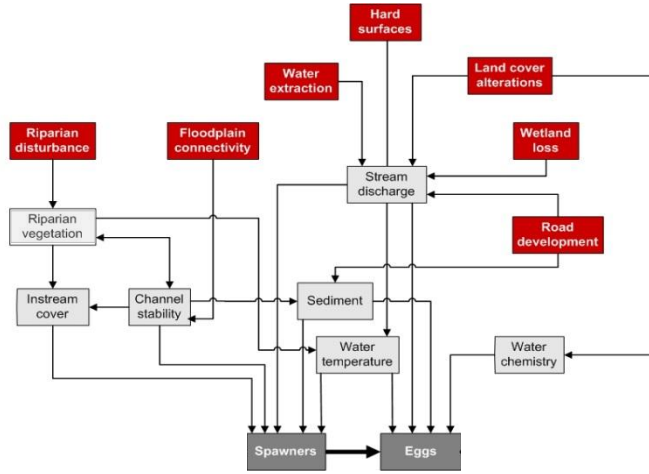 Hard
surfaces
Water
extraction
Land cover
alterations
Riparian
disturbance
Floodplain
connectivity
Wetland
loss
Stream
discharge
Riparian
vegetation
Road
development
Instream
cover
Channel
stability
Sediment
Water
temperature
Water
chemistry
Spawners
Eggs